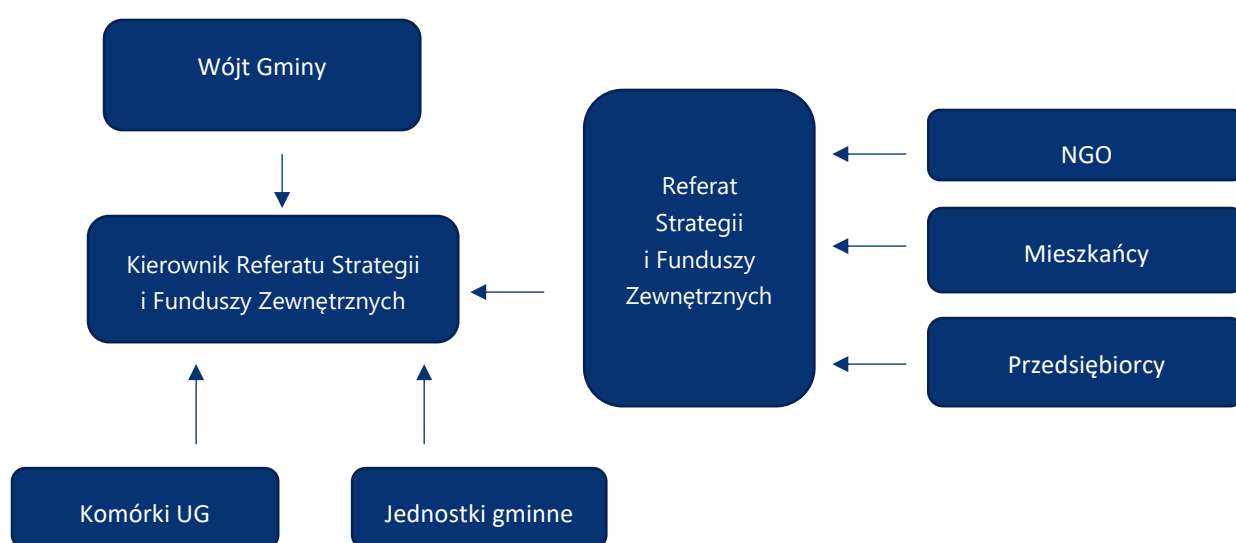 Wójt Gminy
Kierownik Referatu Strategii
i Funduszy Zewnętrznych
Komórki UG
Jednostki gminne
Referat
Strategii
i Funduszy
Zewnętrznych
NGO
Mieszkańcy
Przedsiębiorcy